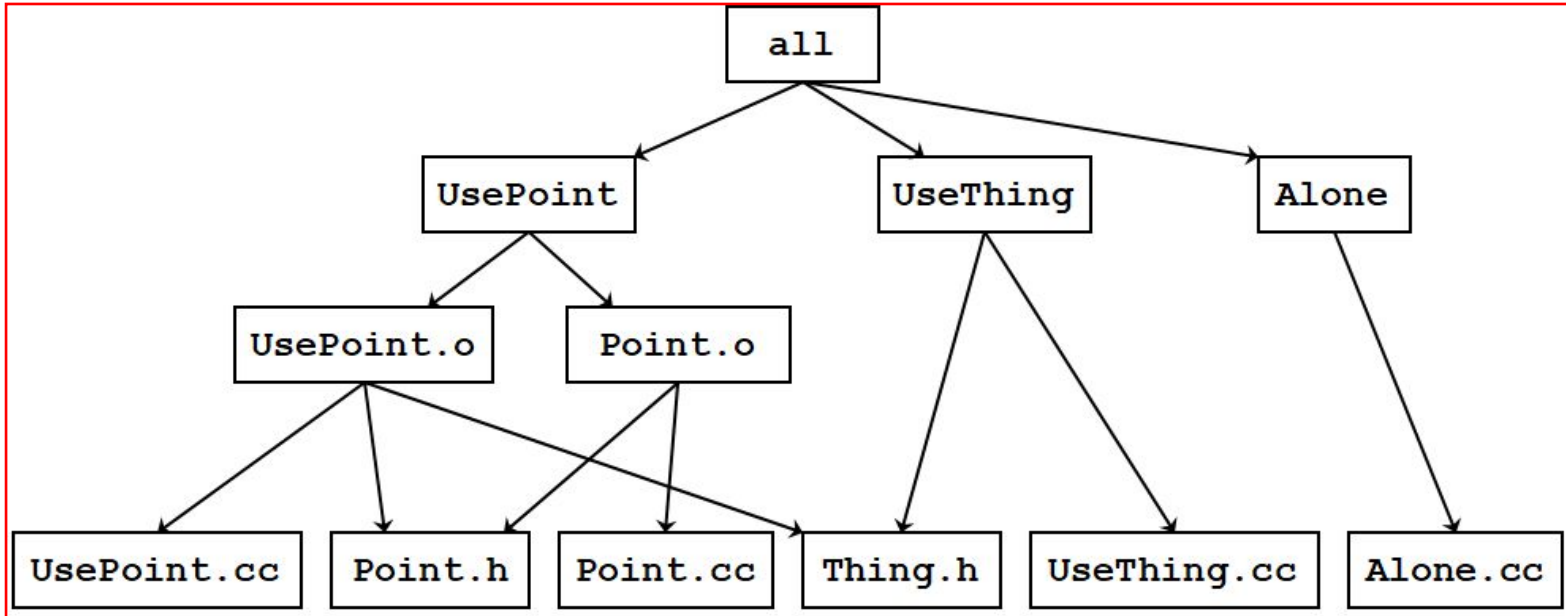 all
UsePoint UseThing Alone
UsePoint.o Point.o
UsePoint.cc Point.h Point.cc Thing.h UseThing.cc Alone.cc